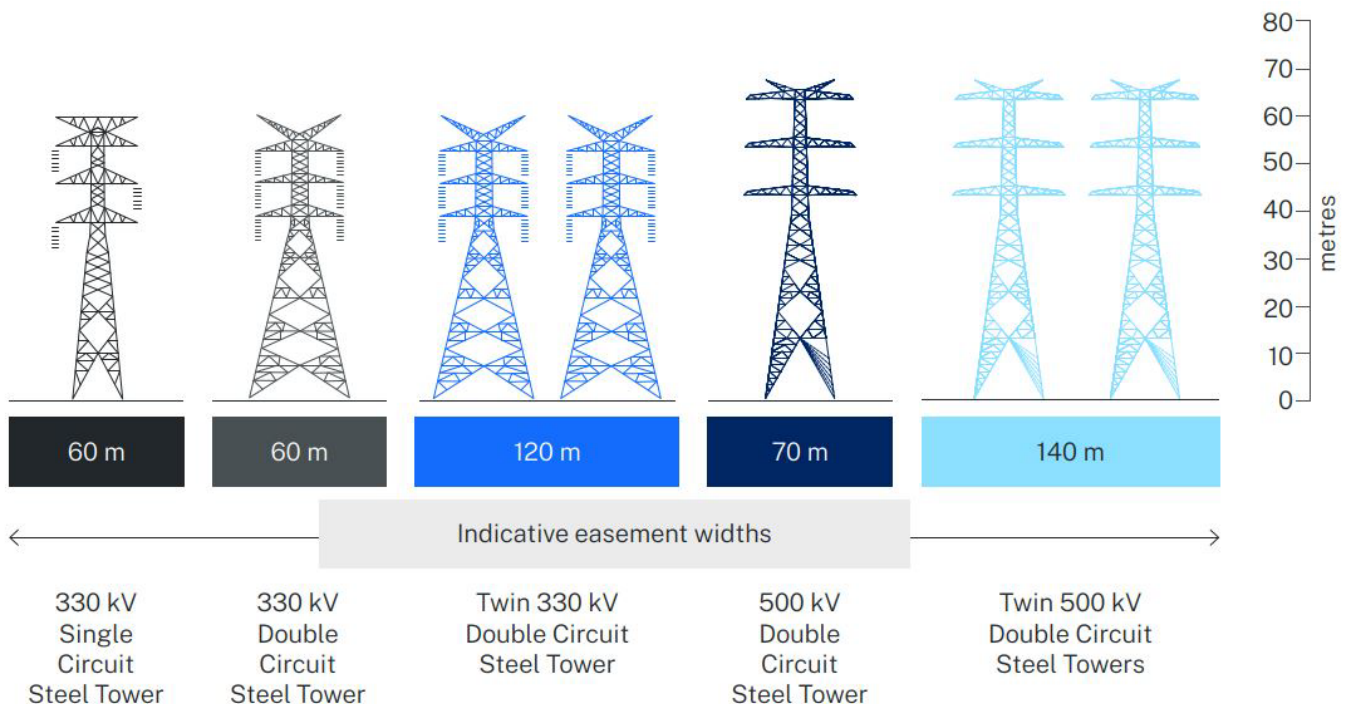 80
70
60
50
40
30
20
10
0
metres
60 m
60 m
120 m
70 m
140 m
Indicative easement widths
330 kV
Single
Circuit
Steel Tower
330 kV
Double
Circuit
Steel Tower
Twin 330 kV
Double Circuit
Steel Tower
500 kV
Double
Circuit
Steel Tower
Twin 500 kV
Double Circuit
Steel Towers